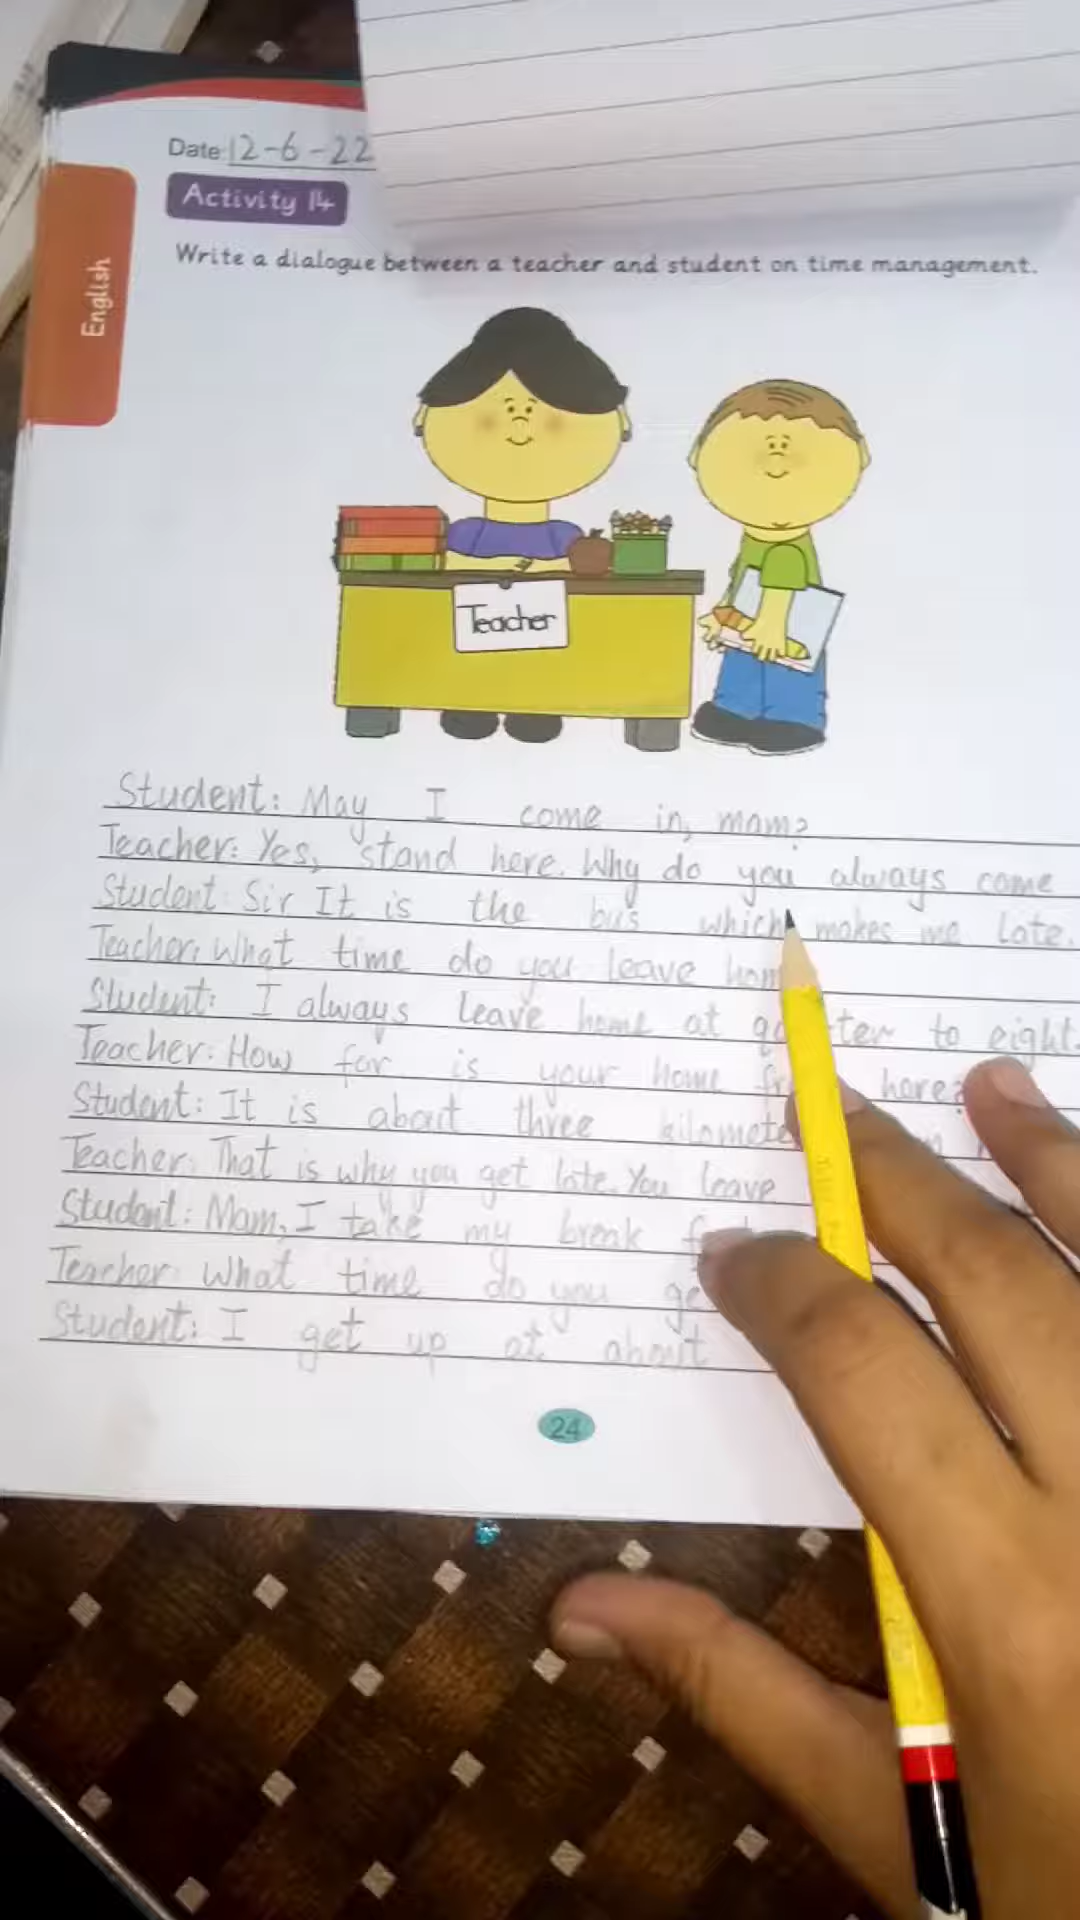 Date: 12-6-22
Activity 14
English
Write a dialogue between a teacher and student on time management.
Teacher
Student: May I come in, mam?
Teacher: Yes, stand here. Why do you always come
Student: Sir It is the bus which makes me late.
Teacher: What time do you leave
Student: I always leave home at to eight.
Teacher: How far is your home here?
Student: It is about three
Teacher: That is why you get late. You leave
Student: Mam, I take my break
Teacher: What time do you
Student: I get up at about
24